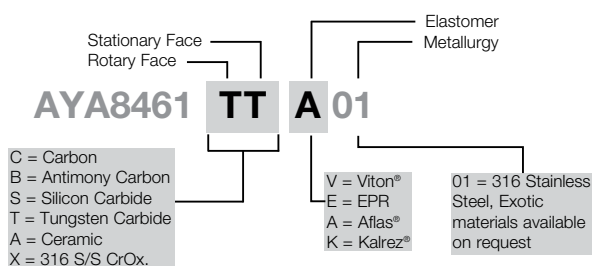 Elastomer
Stationary Face
Metallurgy
Rotary Face
AYA8461 TT A 01
C = Carbon
B = Antimony Carbon
S = Silicon Carbide
T = Tungsten Carbide
A = Ceramic
X = 316 S/S CrOx.
V = Viton®
E = EPR
A = Aflas®
K = Kalrez®
01 = 316 Stainless
Steel, Exotic
materials available
on request